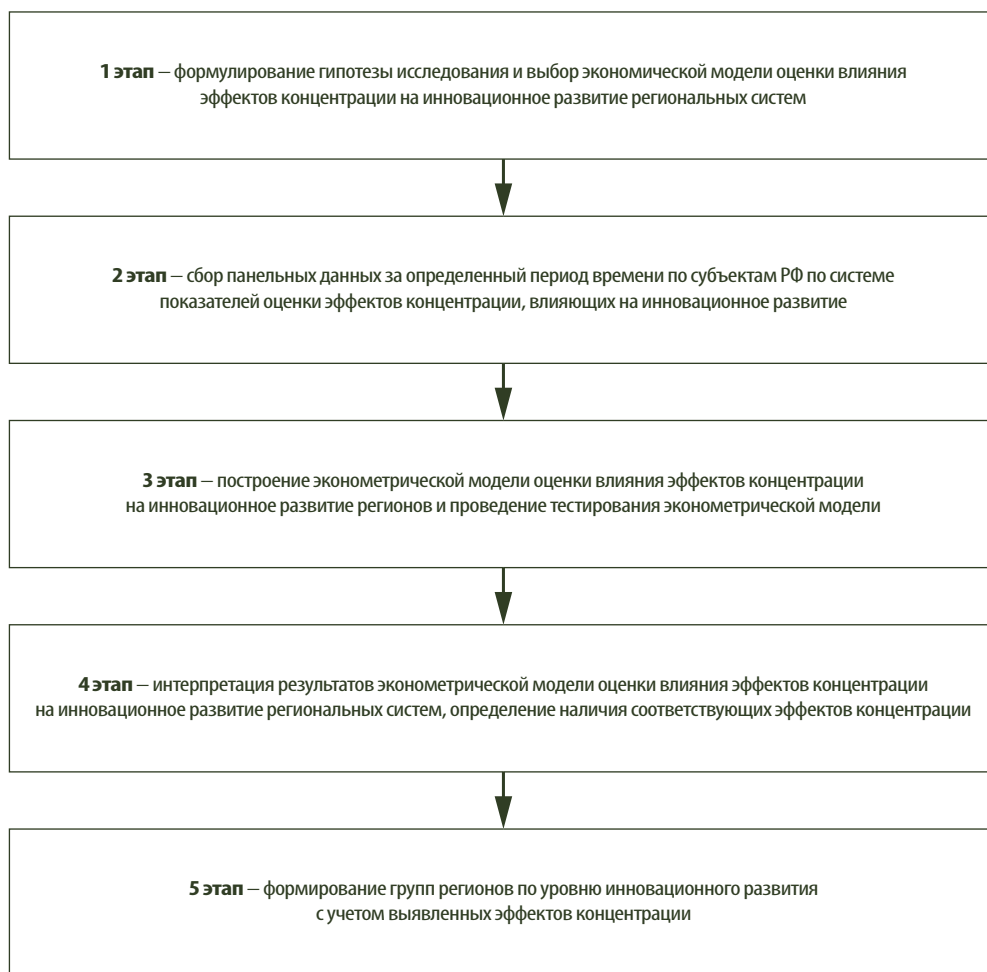 1 этап – формулирование гипотезы исследования и выбор экономической модели оценки влияния
эффектов концентрации на инновационное развитие региональных систем
2 этап – сбор панельных данных за определенный период времени по субъектам РФ по системе
показателей оценки эффектов концентрации, влияющих на инновационное развитие
3 этап – построение эконометрической модели оценки влияния эффектов концентрации
на инновационное развитие регионов и проведение тестирования эконометрической модели
4 этап – интерпретация результатов эконометрической модели оценки влияния эффектов концентрации
на инновационное развитие региональных систем, определение наличия соответствующих эффектов концентрации
5 этап – формирование групп регионов по уровню инновационного развития
с учетом выявленных эффектов концентрации